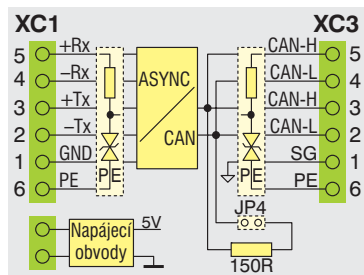 XC1 XC3
5 +Rx CAN-H 5
4 –Rx ASYNC CAN-L 4
3 +Tx CAN-H 3
2 –Tx CAN CAN-L 2
1 GND SG 1
6 PE PE PE PE 6
JP4
Napájecí 5V
obvody
150R